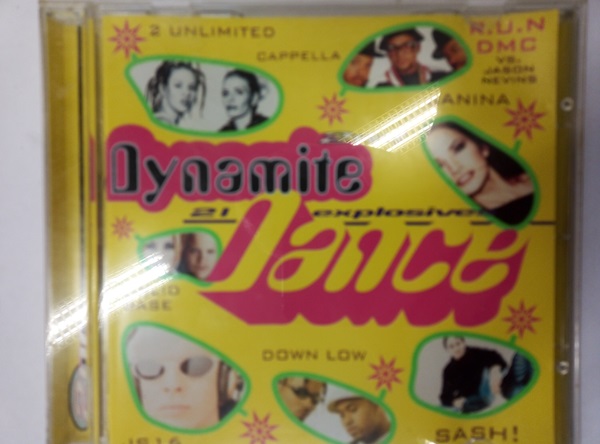 2 UNLIMITED
CAPPELLA
R.U.N
DMC
VS.
JASON
NEVINS
ANINA
Dynamite
21 explosive
Dance
DOWN LOW
SASH!